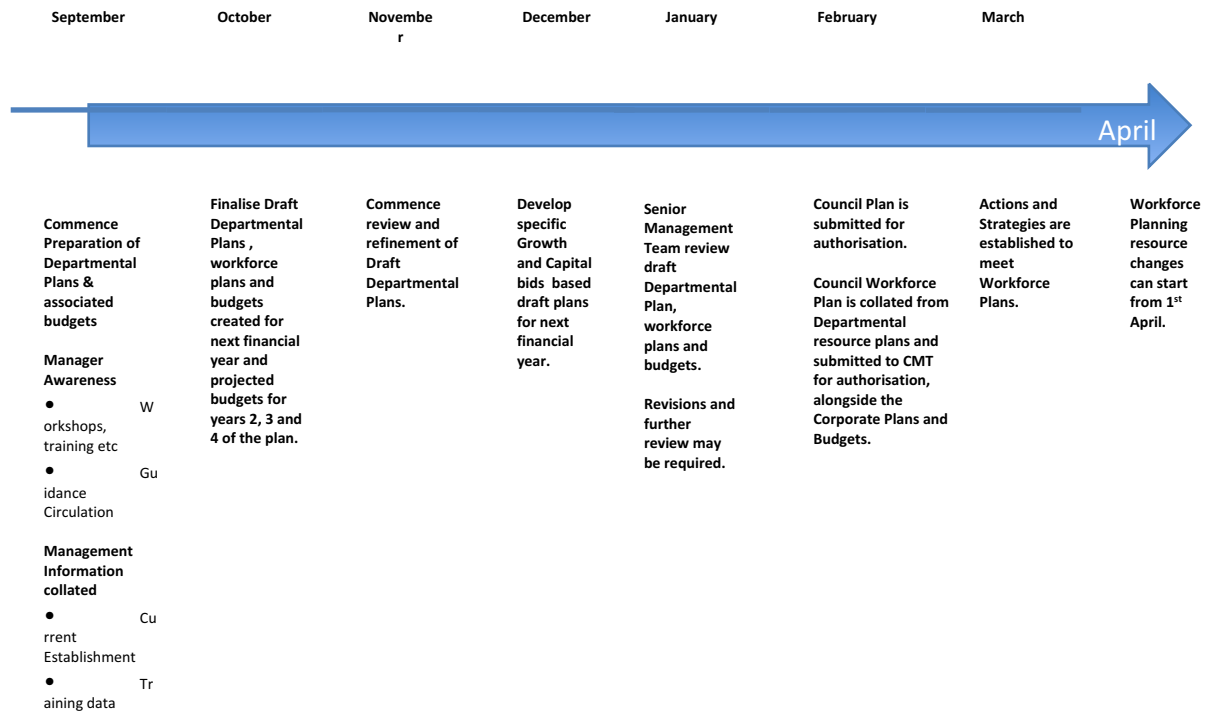 September
October
Novembe
r
December
January
February
March
April
Commence
Preparation of
Departmental
Plans &
associated
budgets
Manager
Awareness
● W
orkshops,
training etc
● Gu
idance
Circulation
Management
Information
collated
● Cu
rrent
Establishment
● Tr
aining data
Finalise Draft
Departmental
Plans ,
workforce
plans and
budgets
created for
next financial
year and
projected
budgets for
years 2, 3 and
4 of the plan.
Commence
review and
refinement of
Draft
Departmental
Plans.
Develop
specific
Growth
and Capital
bids based
draft plans
for next
financial
year.
Senior
Management
Team review
draft
Departmental
Plan,
workforce
plans and
budgets.
Revisions and
further
review may
be required.
Council Plan is
submitted for
authorisation.
Council Workforce
Plan is collated from
Departmental
resource plans and
submitted to CMT
for authorisation,
alongside the
Corporate Plans and
Budgets.
Actions and
Strategies are
established to
meet
Workforce
Plans.
Workforce
Planning
resource
changes
can start
from 1st
April.